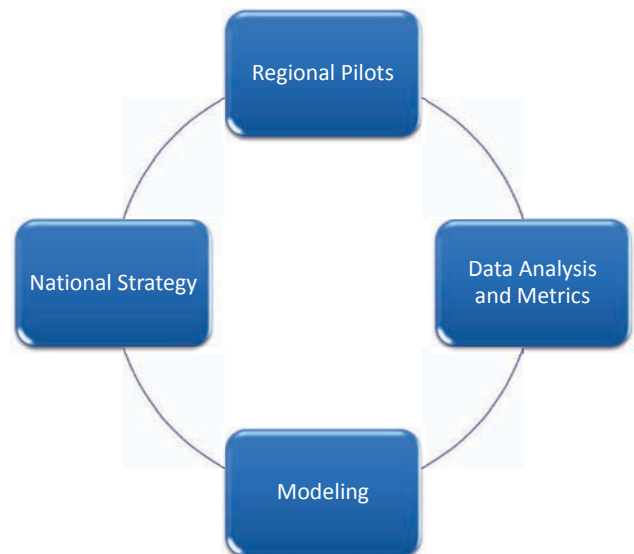 Regional Pilots
National Strategy
Data Analysis
and Metrics
Modeling